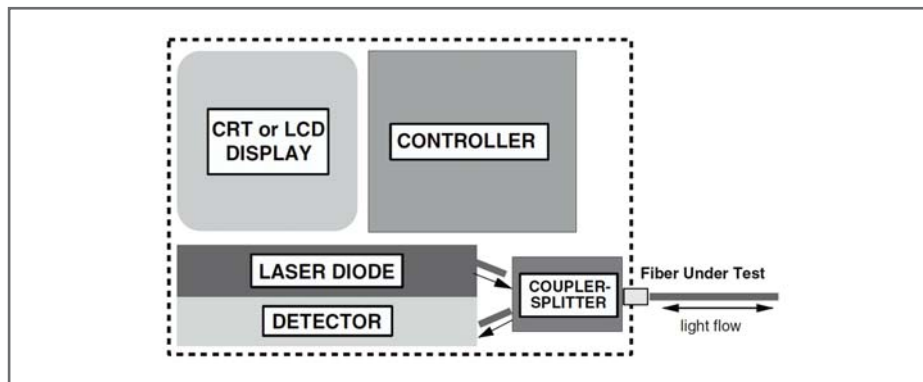 CRT or LCD
DISPLAY
CONTROLLER
LASER DIODE
DETECTOR
COUPLER-
SPLITTER
Fiber Under Test
light flow